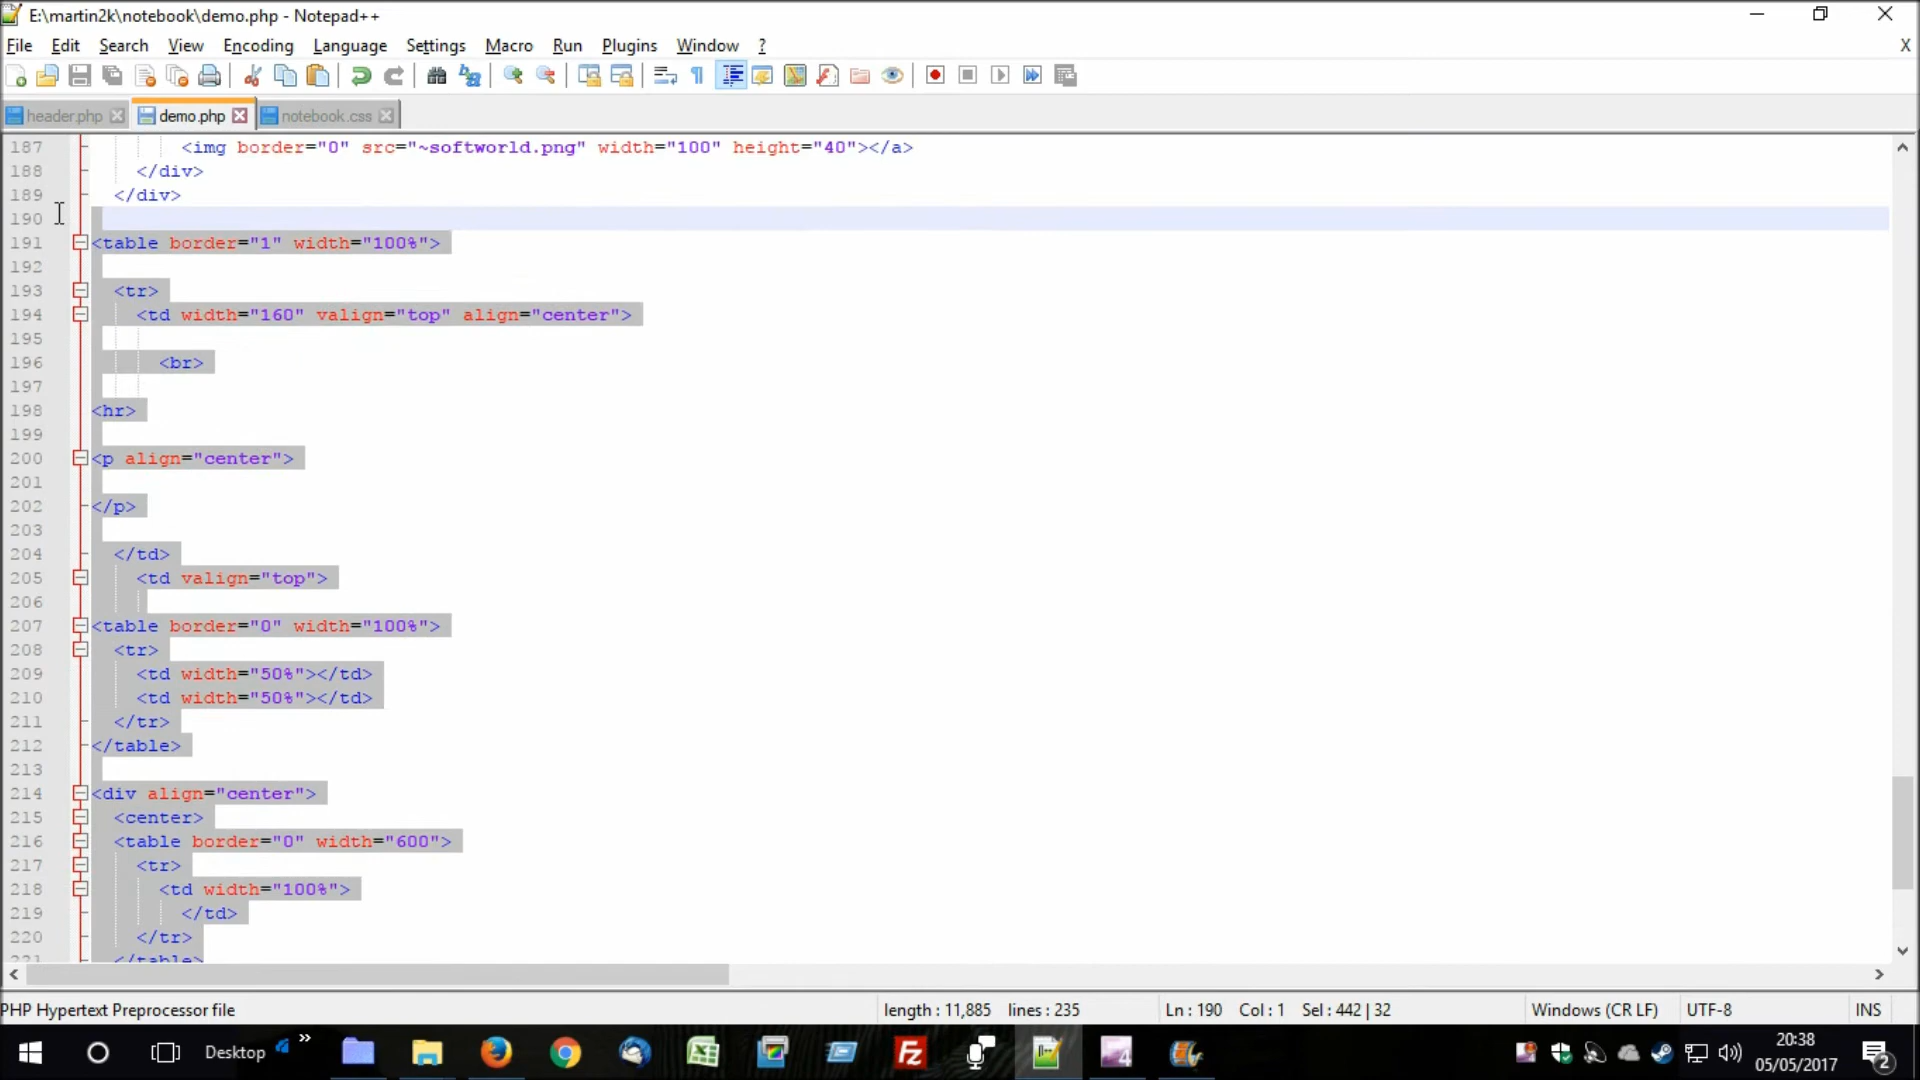 E:\martin2k\notebook\demo.php - Notepad++
File Edit Search View Encoding Language Settings Macro Run Plugins Window ? X
header.php demo.php notebook.css
187 <img border="0" src="~softworld.png" width="100" height="40"></a>
188 </div>
189 </div>
190
191 <table border="1" width="100%">
192
193 <tr>
194 <td width="160" valign="top" align="center">
195
196 <br>
197
198 <hr>
199
200 <p align="center">
201
202 </p>
203
204 </td>
205 <td valign="top">
206
207 <table border="0" width="100%">
208 <tr>
209 <td width="50%"></td>
210 <td width="50%"></td>
211 </tr>
212 </table>
213
214 <div align="center">
215 <center>
216 <table border="0" width="600">
217 <tr>
218 <td width="100%">
219 </td>
220 </tr>
221 </table>
PHP Hypertext Preprocessor file length : 11,885 lines : 235 Ln : 190 Col : 1 Sel : 442 | 32 Windows (CR LF) UTF-8 INS
Desktop » 20:38
05/05/2017 2